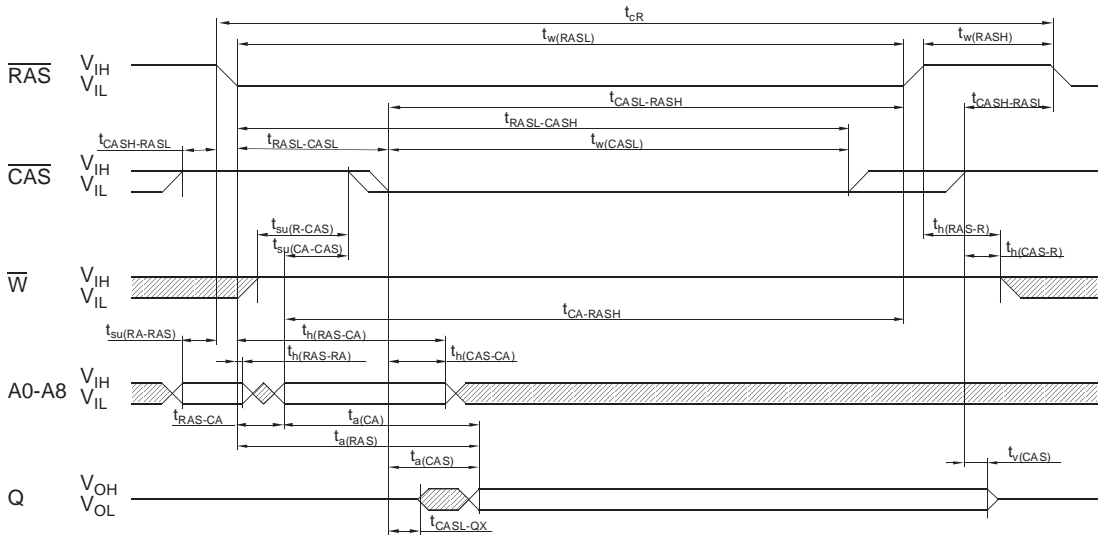 tcR
tw(RASL)
tw(RASH)
RAS VIH
VIL
tCASL-RASH
tCASH-RASL
tRASL-CASH
tCASH-RASL
tRASL-CASL
tw(CASL)
CAS VIH
VIL
tsu(R-CAS)
th(RAS-R)
tsu(CA-CAS)
th(CAS-R)
W VIH
VIL
tCA-RASH
tsu(RA-RAS)
th(RAS-CA)
th(RAS-RA)
th(CAS-CA)
A0-A8 VIH
VIL
tRAS-CA
ta(CA)
ta(RAS)
ta(CAS)
tv(CAS)
Q VOH
VOL
tCASL-QX